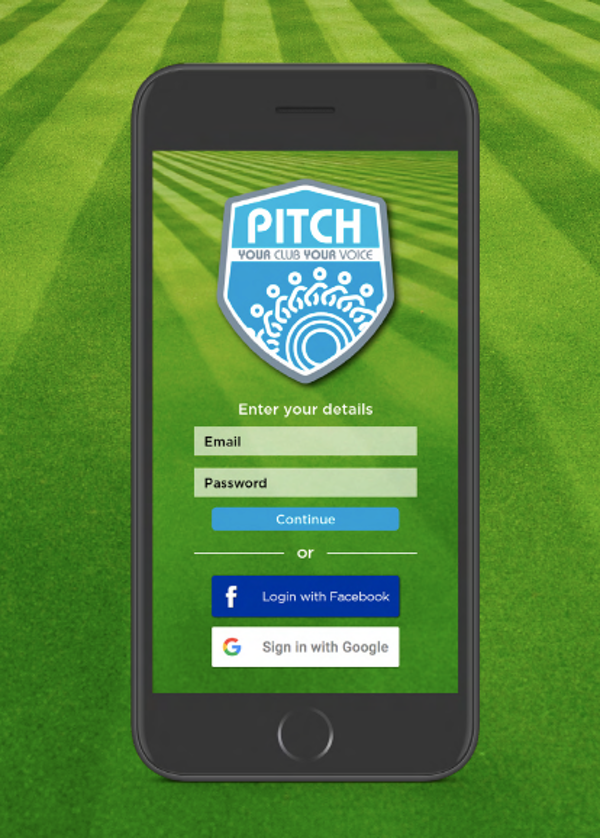 PITCH
YOUR CLUB YOUR VOICE
Enter your details
Email
Password
Continue
or
Login with Facebook
Sign in with Google